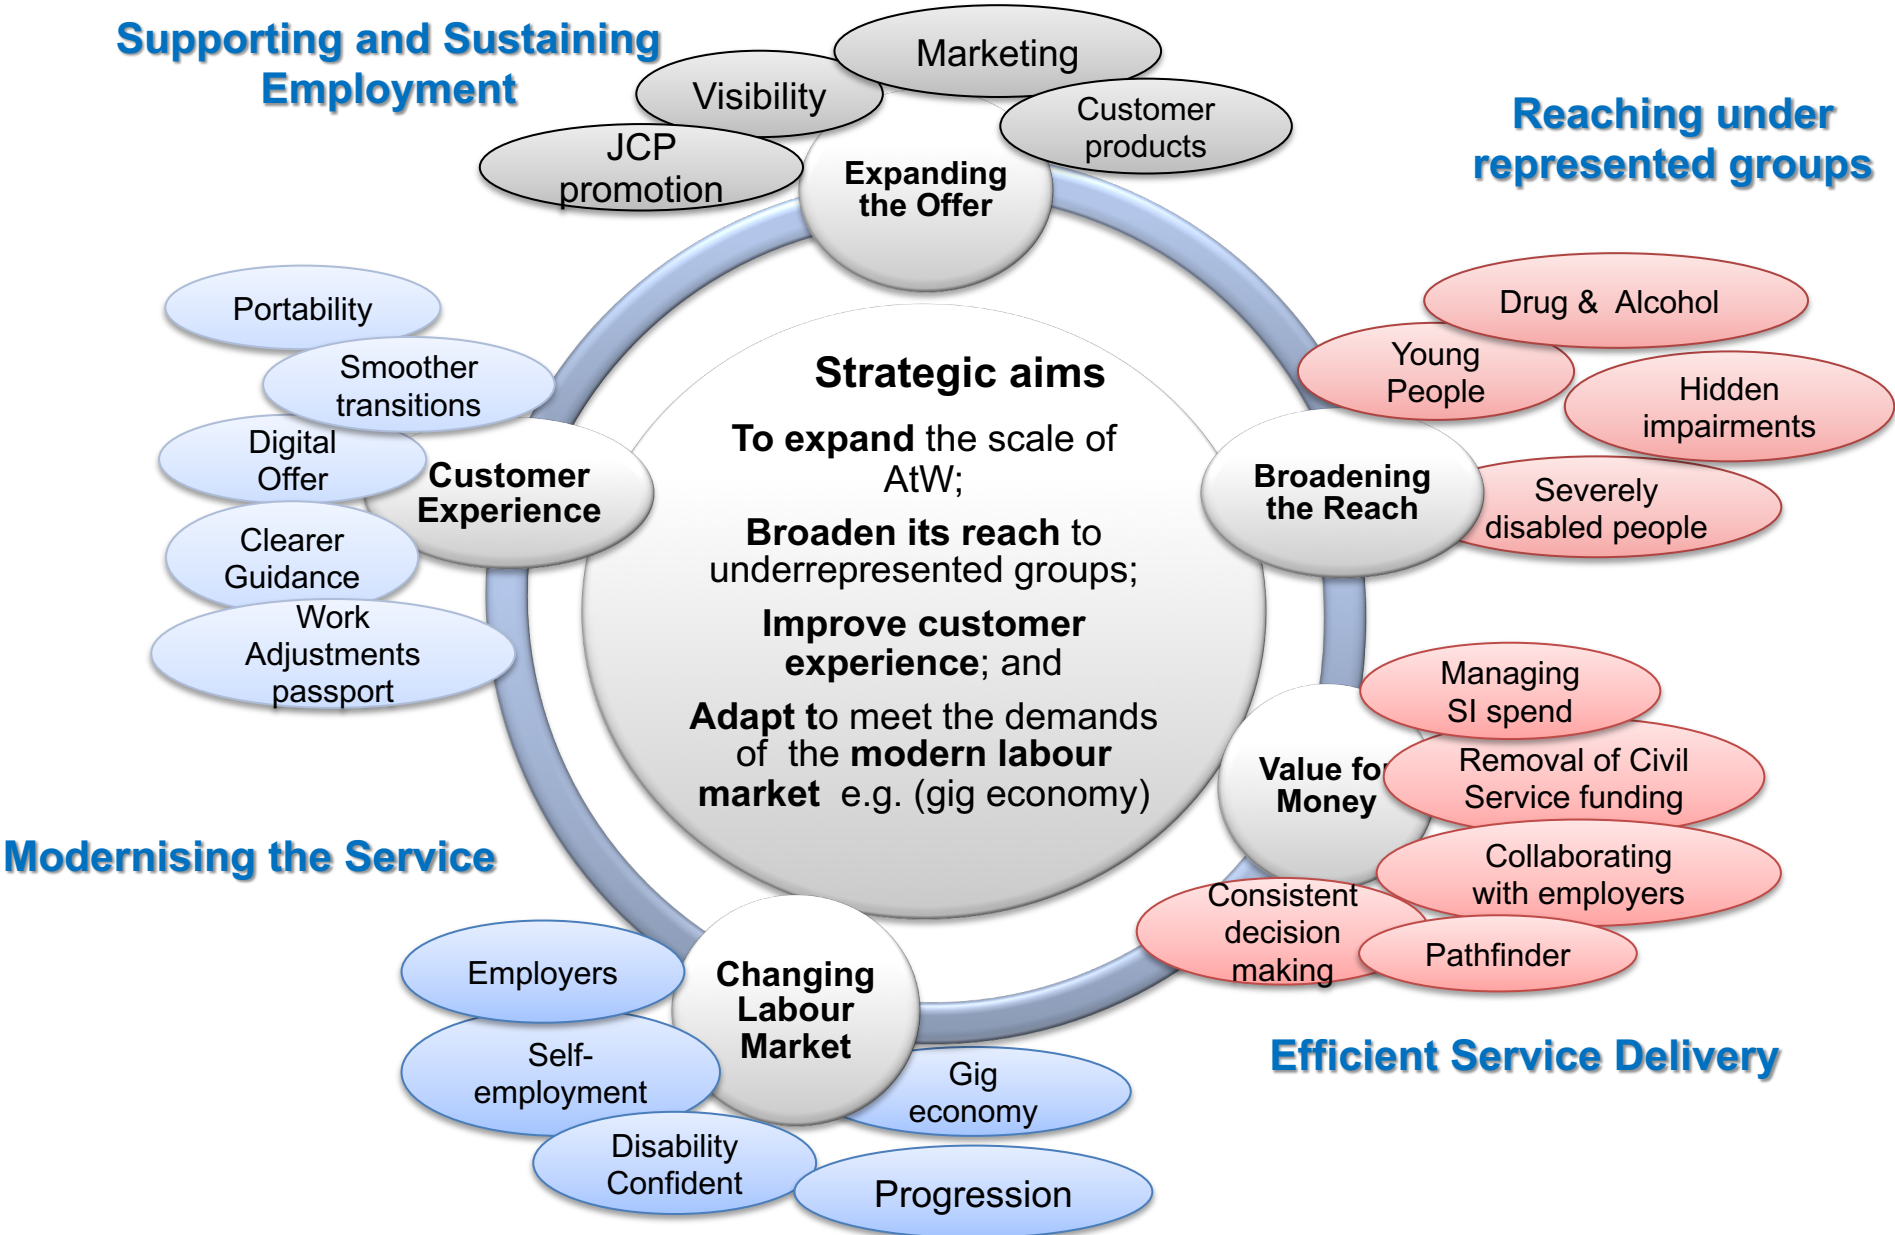 Supporting and Sustaining
Employment
Marketing
Visibility
Customer
products
JCP
promotion
Expanding
the Offer
Reaching under
represented groups
Portability
Smoother
transitions
Digital
Offer
Clearer
Guidance
Work
Adjustments
passport
Customer
Experience
Strategic aims
To expand the scale of
AtW;
Broaden its reach to
underrepresented groups;
Improve customer
experience; and
Adapt to meet the demands
of the modern labour
market e.g. (gig economy)
Drug & Alcohol
Young
People
Hidden
impairments
Severely
disabled people
Broadening
the Reach
Managing
SI spend
Removal of Civil
Service funding
Collaborating
with employers
Consistent
decision
making
Pathfinder
Value for
Money
Modernising the Service
Employers
Self-
employment
Disability
Confident
Changing
Labour
Market
Gig
economy
Progression
Efficient Service Delivery